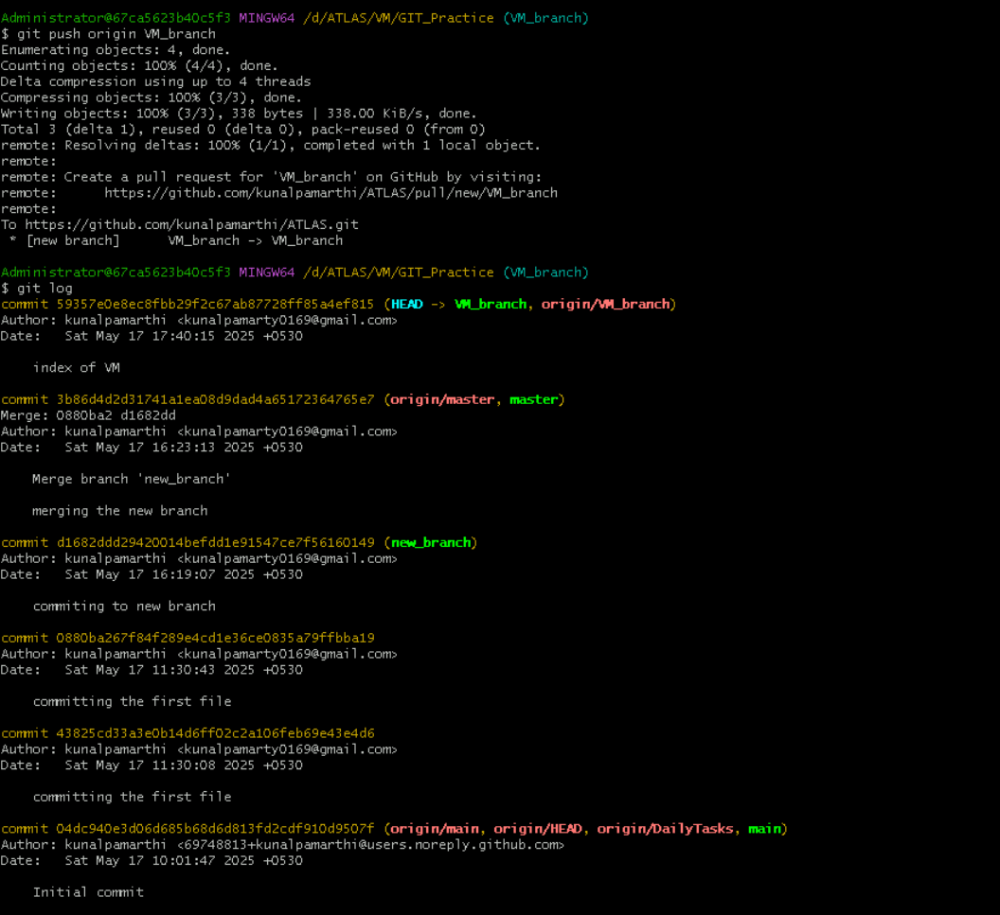 Administrator@67ca5623b40c5f3 MINGW64 /d/ATLAS/VM/GIT_Practice (VM_branch)
$ git push origin VM_branch
Enumerating objects: 4, done.
Counting objects: 100% (4/4), done.
Delta compression using up to 4 threads
Compressing objects: 100% (3/3), done.
Writing objects: 100% (3/3), 338 bytes | 338.00 KiB/s, done.
Total 3 (delta 1), reused 0 (delta 0), pack-reused 0 (from 0)
remote: Resolving deltas: 100% (1/1), completed with 1 local object.
remote:
remote: Create a pull request for 'VM_branch' on GitHub by visiting:
remote:      https://github.com/kunalpamarthi/ATLAS/pull/new/VM_branch
remote:
To https://github.com/kunalpamarthi/ATLAS.git
 * [new branch]      VM_branch -> VM_branch
Administrator@67ca5623b40c5f3 MINGW64 /d/ATLAS/VM/GIT_Practice (VM_branch)
$ git log
commit 59357e0e8ec8fbb29f2c67ab87728ff85a4ef815 (HEAD -> VM_branch, origin/VM_branch)
Author: kunalpamarthi <kunalpamarty0169@gmail.com>
Date:   Sat May 17 17:40:15 2025 +0530
    index of VM
commit 3b86d4d2d31741a1ea08d9dad4a65172364765e7 (origin/master, master)
Merge: 0880ba2 d1682dd
Author: kunalpamarthi <kunalpamarty0169@gmail.com>
Date:   Sat May 17 16:23:13 2025 +0530
    Merge branch 'new_branch'
    merging the new branch
commit d1682ddd29420014befdd1e91547ce7f56160149 (new_branch)
Author: kunalpamarthi <kunalpamarty0169@gmail.com>
Date:   Sat May 17 16:19:07 2025 +0530
    commiting to new branch
commit 0880ba267f84f289e4cd1e36ce0835a79ffbba19
Author: kunalpamarthi <kunalpamarty0169@gmail.com>
Date:   Sat May 17 11:30:43 2025 +0530
    committing the first file
commit 43825cd33a3e0b14d6ff02c2a106feb69e43e4d6
Author: kunalpamarthi <kunalpamarty0169@gmail.com>
Date:   Sat May 17 11:30:08 2025 +0530
    committing the first file
commit 04dc940e3d06d685b68d6d813fd2cdf910d9507f (origin/main, origin/HEAD, origin/DailyTasks, main)
Author: kunalpamarthi <69748813+kunalpamarthi@users.noreply.github.com>
Date:   Sat May 17 10:01:47 2025 +0530
    Initial commit